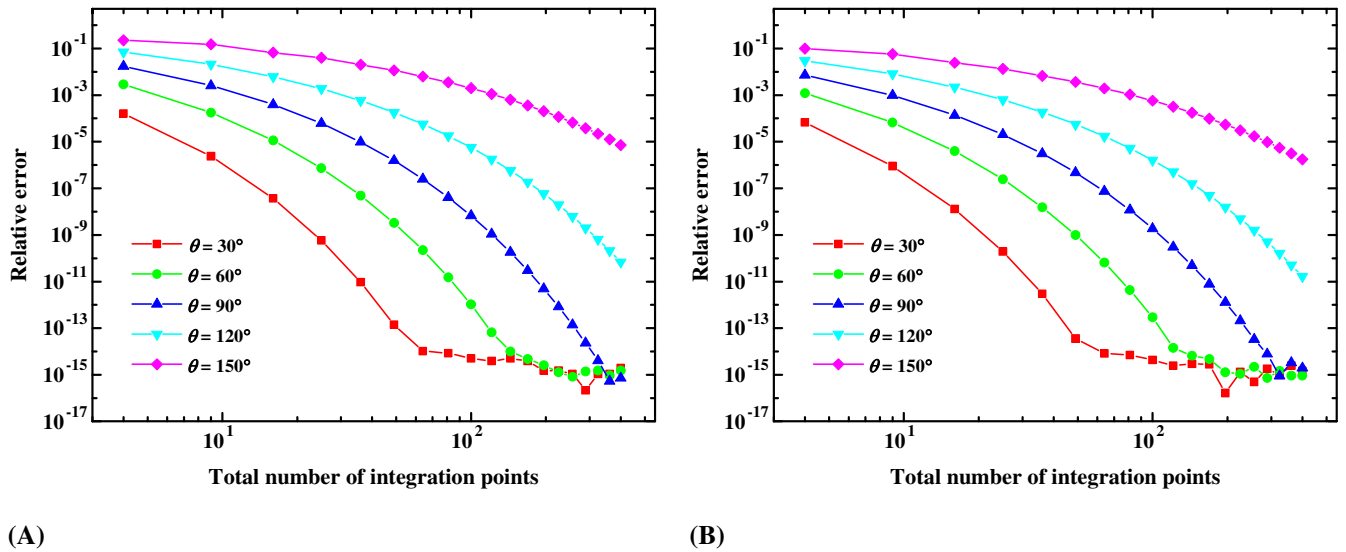 10^-1
10^-3
10^-5
10^-7
10^-9
10^-11
10^-13
10^-15
10^-17
Relative error
θ = 30°
θ = 60°
θ = 90°
θ = 120°
θ = 150°
10^1
10^2
Total number of integration points
(A)
10^-1
10^-3
10^-5
10^-7
10^-9
10^-11
10^-13
10^-15
10^-17
Relative error
θ = 30°
θ = 60°
θ = 90°
θ = 120°
θ = 150°
10^1
10^2
Total number of integration points
(B)